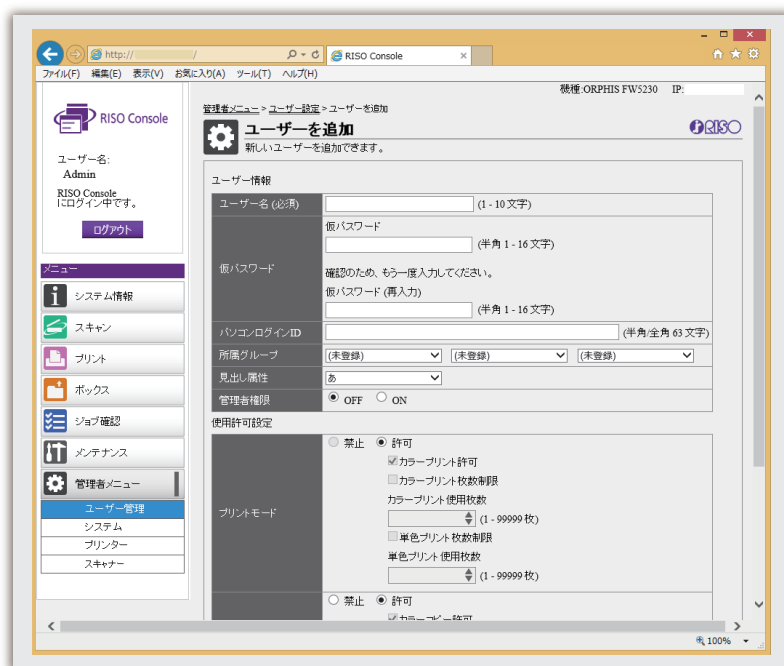 http:// /
RISO Console
ファイル(F) 編集(E) 表示(V) お気に入り(A) ツール(T) ヘルプ(H)
機種:ORPHIS FW5230 IP:
RISO Console
ユーザー名:
Admin
RISO Console
にログイン中です。
ログアウト
メニュー
システム情報
スキャン
プリント
ボックス
ジョブ確認
メンテナンス
管理者メニュー
ユーザー管理
システム
プリンター
スキャナー
管理者メニュー > ユーザー設定 > ユーザーを追加
ユーザーを追加
RISO
新しいユーザーを追加できます。
ユーザー情報
ユーザー名 (必須) (1 - 10 文字)
仮パスワード
仮パスワード
(半角 1 - 16 文字)
確認のため、もう一度入力してください。
仮パスワード (再入力)
(半角 1 - 16 文字)
パソコンログインID (半角/全角 63 文字)
所属グループ (未登録) (未登録) (未登録)
見出し属性 あ
管理者権限 OFF ON
使用許可設定
プリントモード
禁止 許可
カラープリント許可
カラープリント枚数制限
カラープリント使用枚数
(1 - 99999 枚)
単色プリント枚数制限
単色プリント使用枚数
(1 - 99999 枚)
禁止 許可
カラーコピー許可
100%